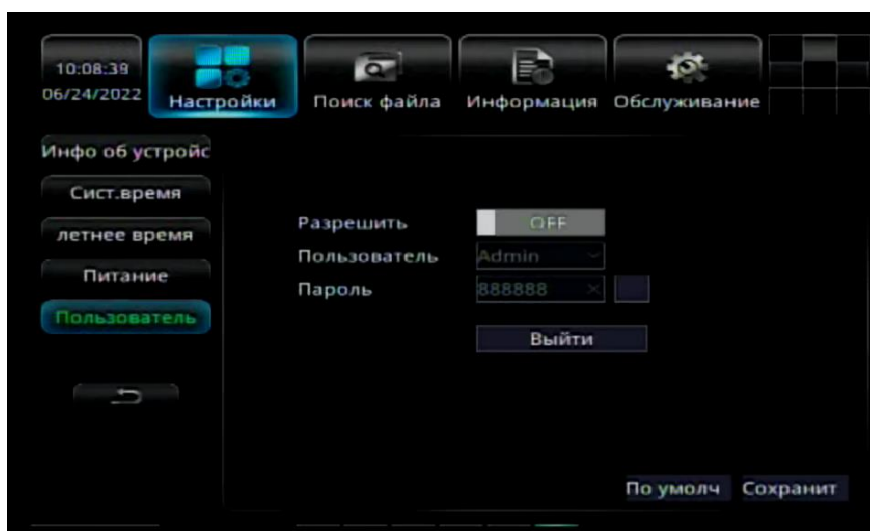 10:08:39
06/24/2022
Настройки
Поиск файла
Информация
Обслуживание
Инфо об устройс
Сист.время
летнее время
Питание
Пользователь
Разрешить OFF
Пользователь Admin
Пароль 888888
Выйти
По умолч Сохранит